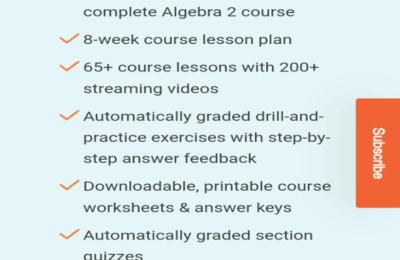 complete Algebra 2 course
8-week course lesson plan
65+ course lessons with 200+
streaming videos
Automatically graded drill-and-
practice exercises with step-by-
step answer feedback
Downloadable, printable course
worksheets & answer keys
Automatically graded section
quizzes
Subscribe